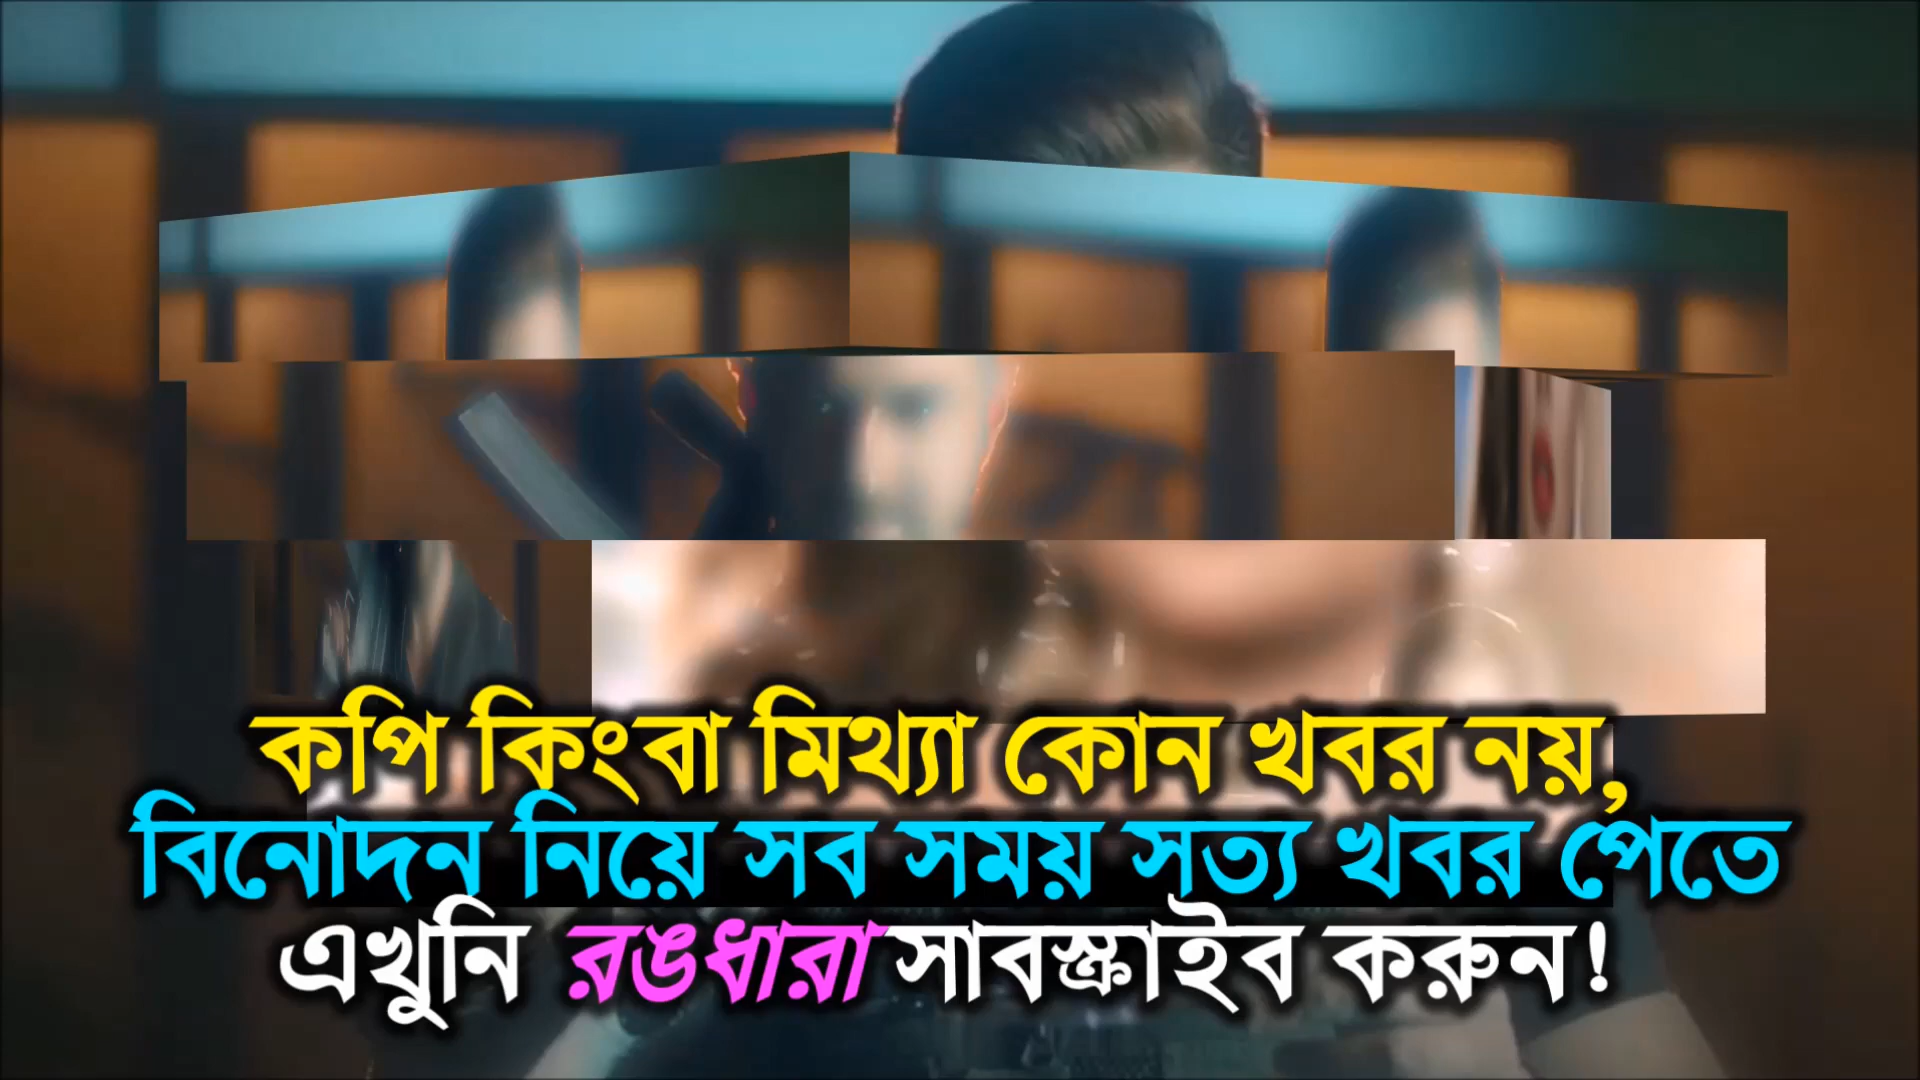 কপি কিংবা মিথ্যা কোন খবর নয়,
বিনোদন নিয়ে সব সময় সত্য খবর পেতে
এখুনি রঙধারা সাবস্ক্রাইব করুন!